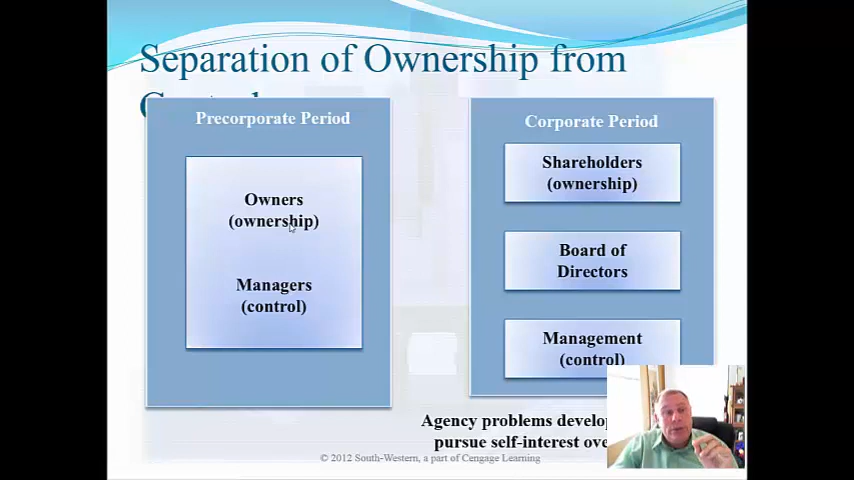 Separation of Ownership from
Precorporate Period
Owners
(ownership)
Managers
(control)
Corporate Period
Shareholders
(ownership)
Board of
Directors
Management
(control)
Agency problems develop
pursue self-interest
© 2012 South-Western, a part of Cengage Learning